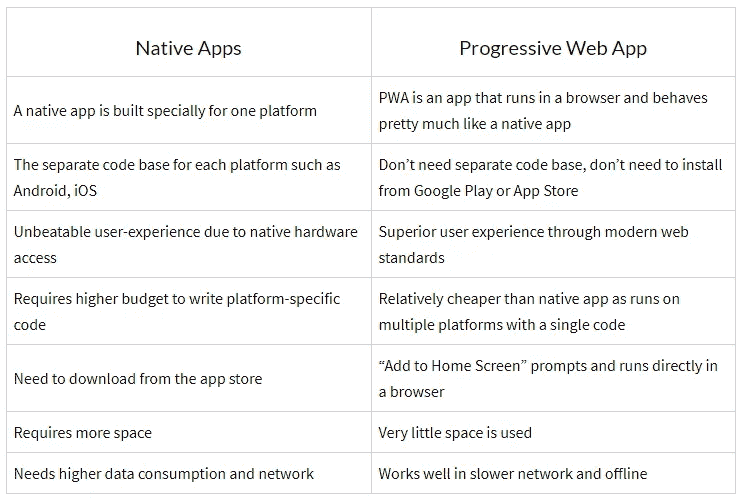 Native Apps
Progressive Web App
A native app is built specially for one platform
PWA is an app that runs in a browser and behaves
pretty much like a native app
The separate code base for each platform such as
Android, iOS
Don’t need separate code base, don’t need to install
from Google Play or App Store
Unbeatable user-experience due to native hardware
access
Superior user experience through modern web
standards
Requires higher budget to write platform-specific
code
Relatively cheaper than native app as runs on
multiple platforms with a single code
Need to download from the app store
“Add to Home Screen” prompts and runs directly in
a browser
Requires more space
Very little space is used
Needs higher data consumption and network
Works well in slower network and offline